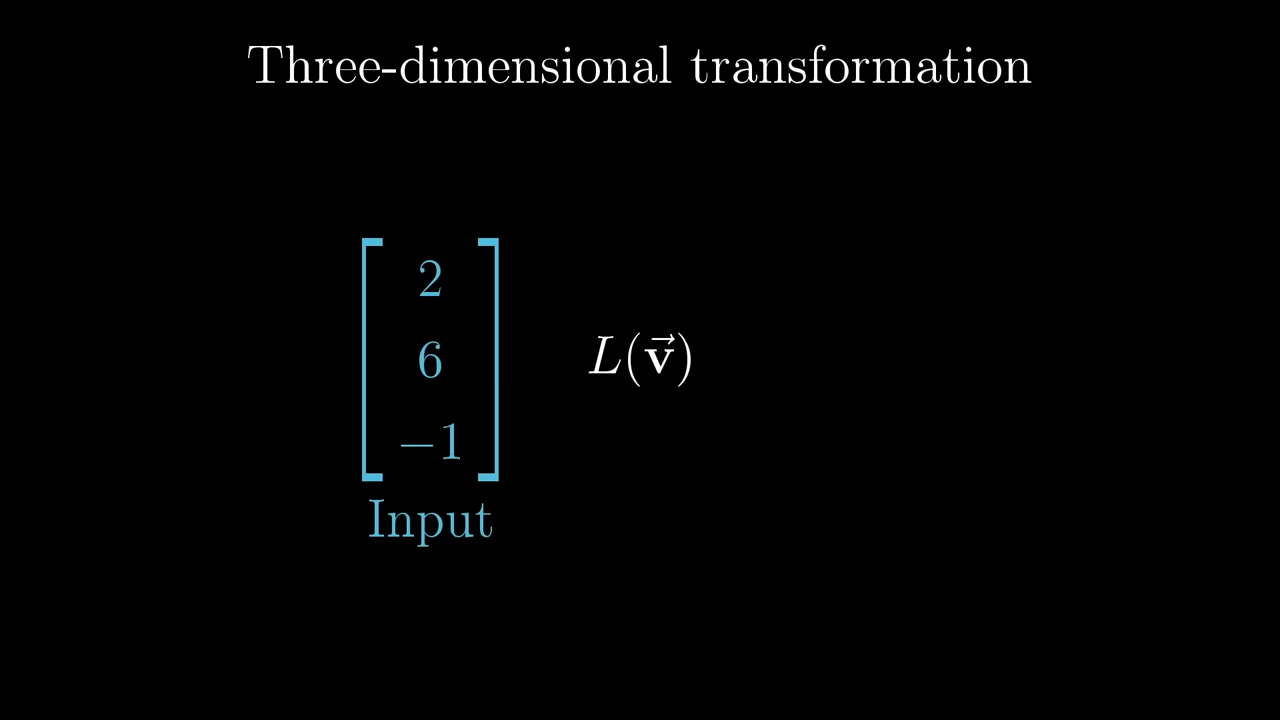 Three-dimensional transformation
2
6
−1
L(v⃗)
Input